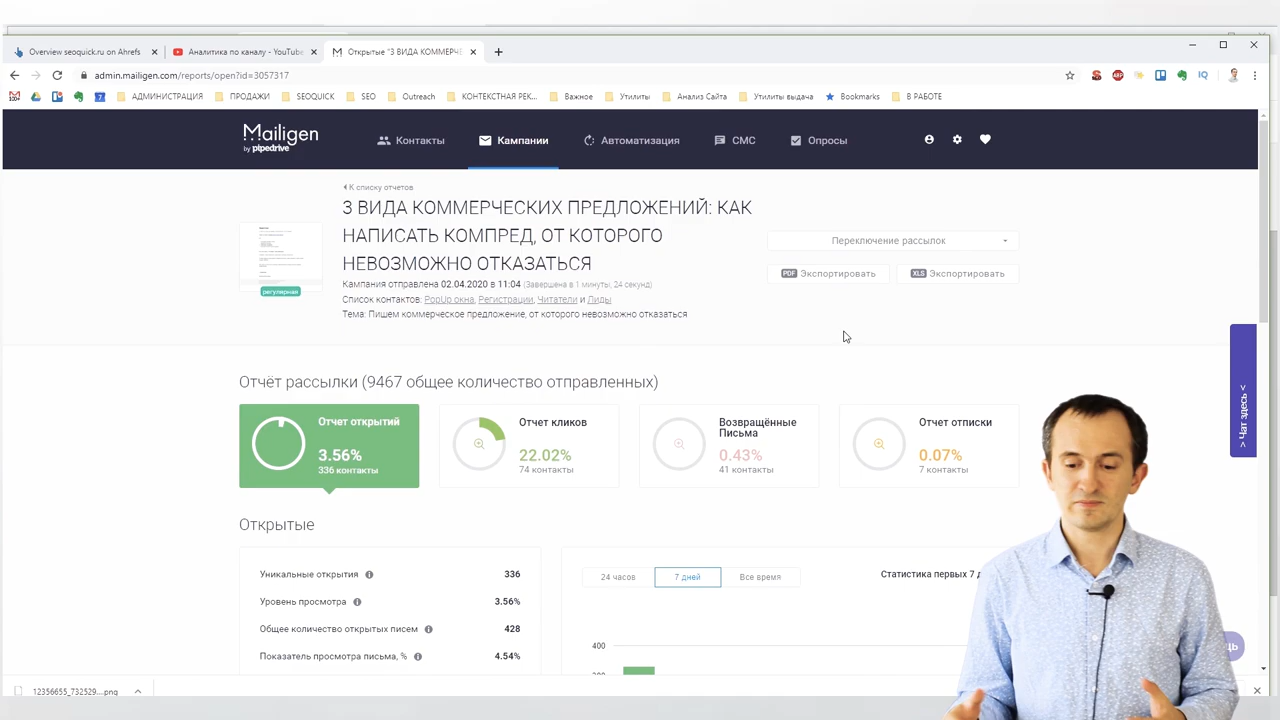 Overview seoquick.ru on Ahrefs
Аналитика по каналу - YouTube
Открытые "3 ВИДА КОММЕРЧЕ
admin.mailigen.com/reports/open?id=3057317
АДМИНИСТРАЦИЯ ПРОДАЖИ SEOQUICK SEO Outreach КОНТЕКСТНАЯ РЕК... Важное Утилиты Анализ Сайта Утилиты выдача Bookmarks В РАБОТЕ
Mailigen
by pipedrive
Контакты Кампании Автоматизация СМС Опросы
К списку отчетов
3 ВИДА КОММЕРЧЕСКИХ ПРЕДЛОЖЕНИЙ: КАК
НАПИСАТЬ КОМПРЕД, ОТ КОТОРОГО
НЕВОЗМОЖНО ОТКАЗАТЬСЯ
регулярная
Кампания отправлена 02.04.2020 в 11:04 (Завершена в 1 минуты, 24 секунд)
Список контактов: PopUp окна, Регистрации, Читатели и Лиды
Тема: Пишем коммерческое предложение, от которого невозможно отказаться
Переключение рассылок
PDF Экспортировать
XLS Экспортировать
> Чат здесь <
Отчёт рассылки (9467 общее количество отправленных)
Отчет открытий
3.56%
336 контакты
Отчет кликов
22.02%
74 контакты
Возвращённые
Письма
0.43%
41 контакты
Отчет отписки
0.07%
7 контакты
Открытые
Уникальные открытия 336
Уровень просмотра 3.56%
Общее количество открытых писем 428
Показатель просмотра письма, % 4.54%
24 часов 7 дней Все время
Статистика первых 7 д
400
12356655_732529....png